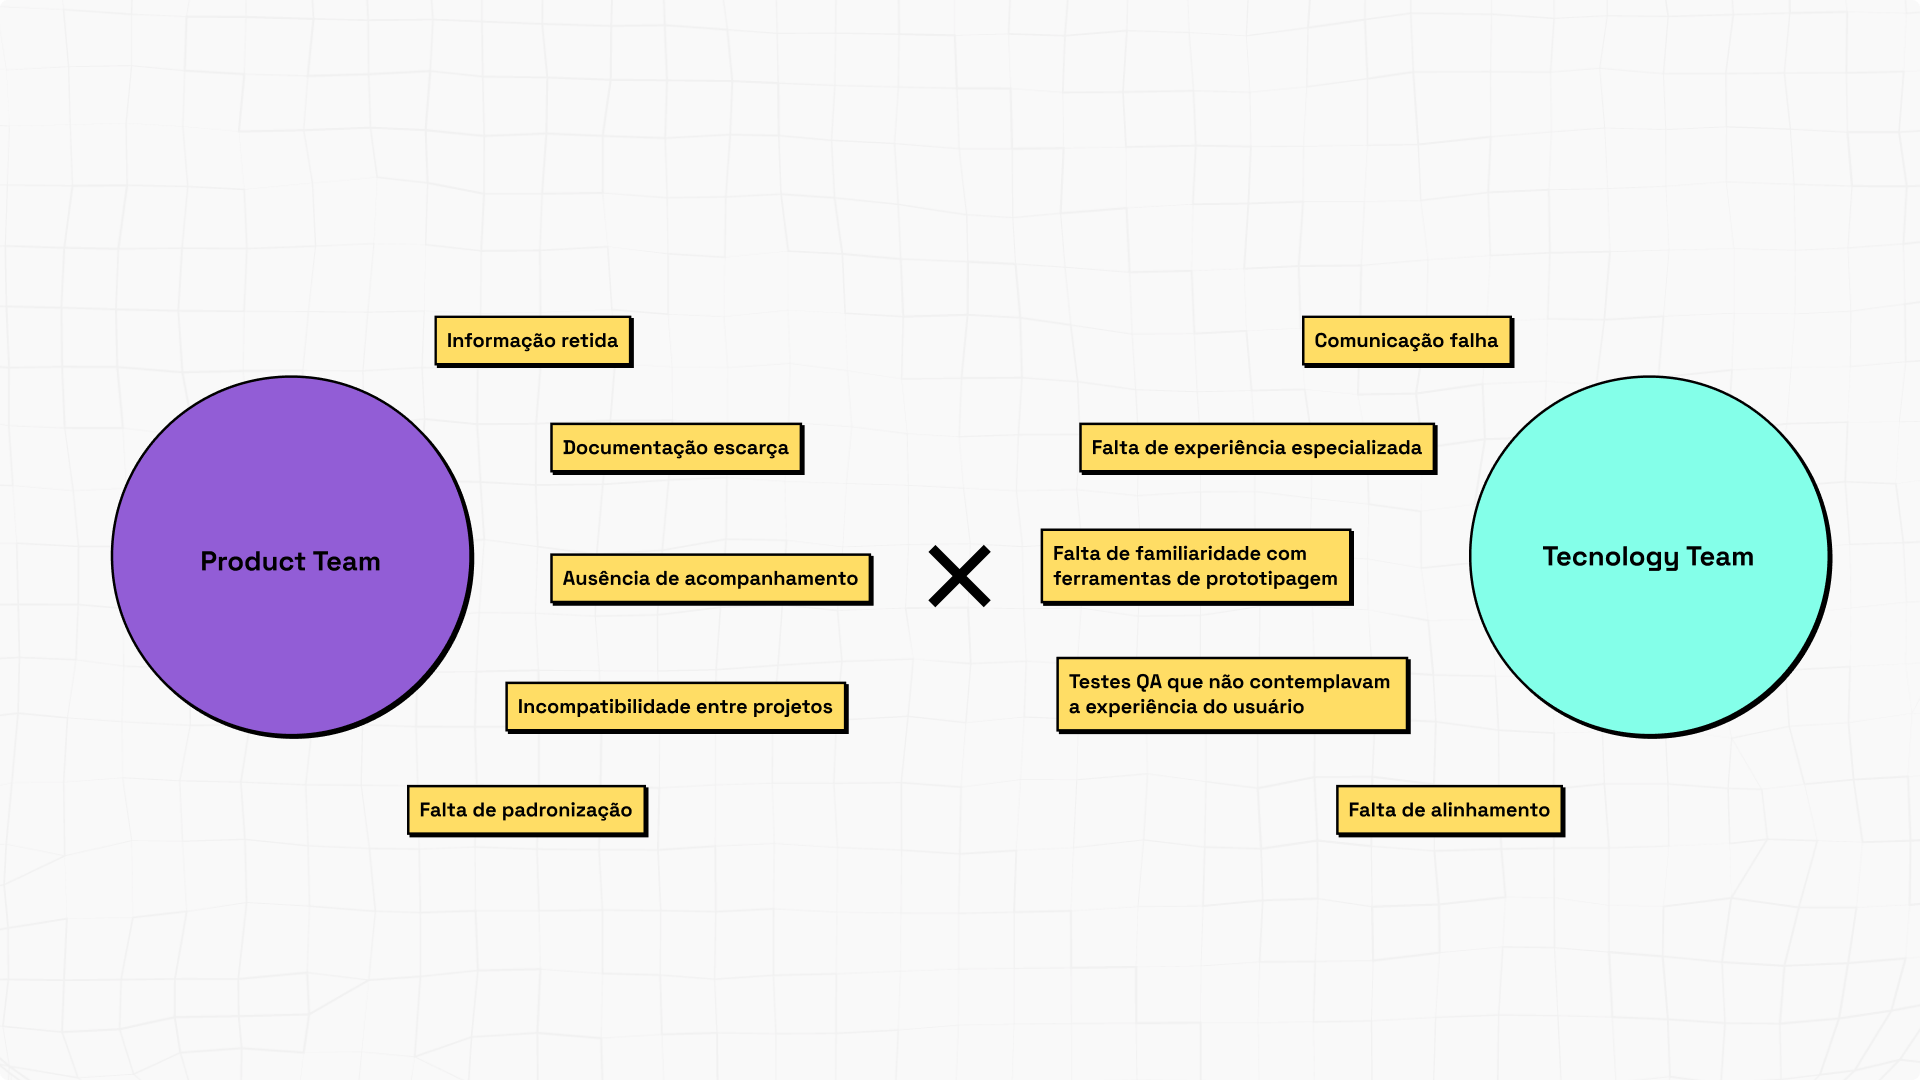 Informação retida
Comunicação falha
Documentação escarça
Falta de experiência especializada
Product Team
Ausência de acompanhamento
Falta de familiaridade com
ferramentas de prototipagem
Tecnology Team
Incompatibilidade entre projetos
Testes QA que não contemplavam
a experiência do usuário
Falta de padronização
Falta de alinhamento